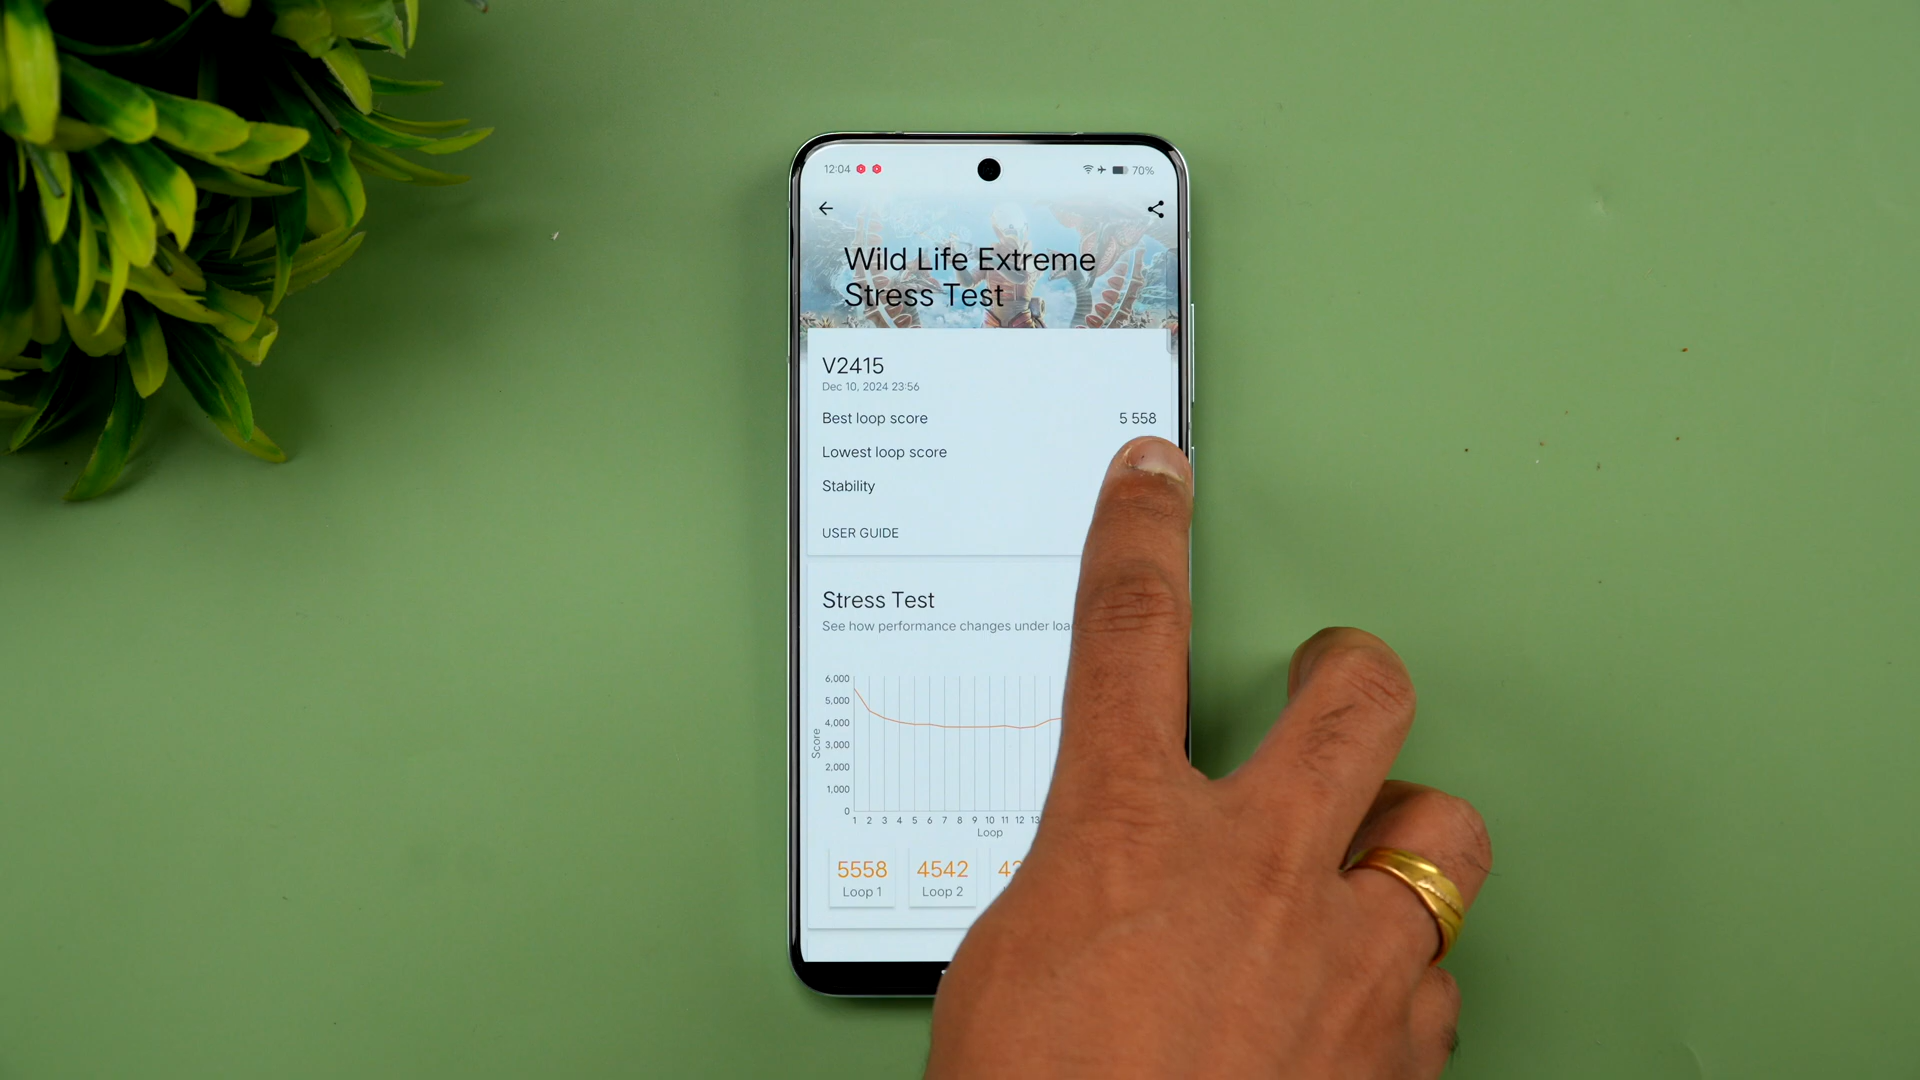 12:04 70%
Wild Life Extreme
Stress Test
V2415
Dec 10, 2024 23:56
Best loop score 5 558
Lowest loop score
Stability
USER GUIDE
Stress Test
See how performance changes under loa
6,000
5,000
4,000
3,000
2,000
1,000
0
Score
1 2 3 4 5 6 7 8 9 10 11 12 13
Loop
5558 4542
Loop 1 Loop 2